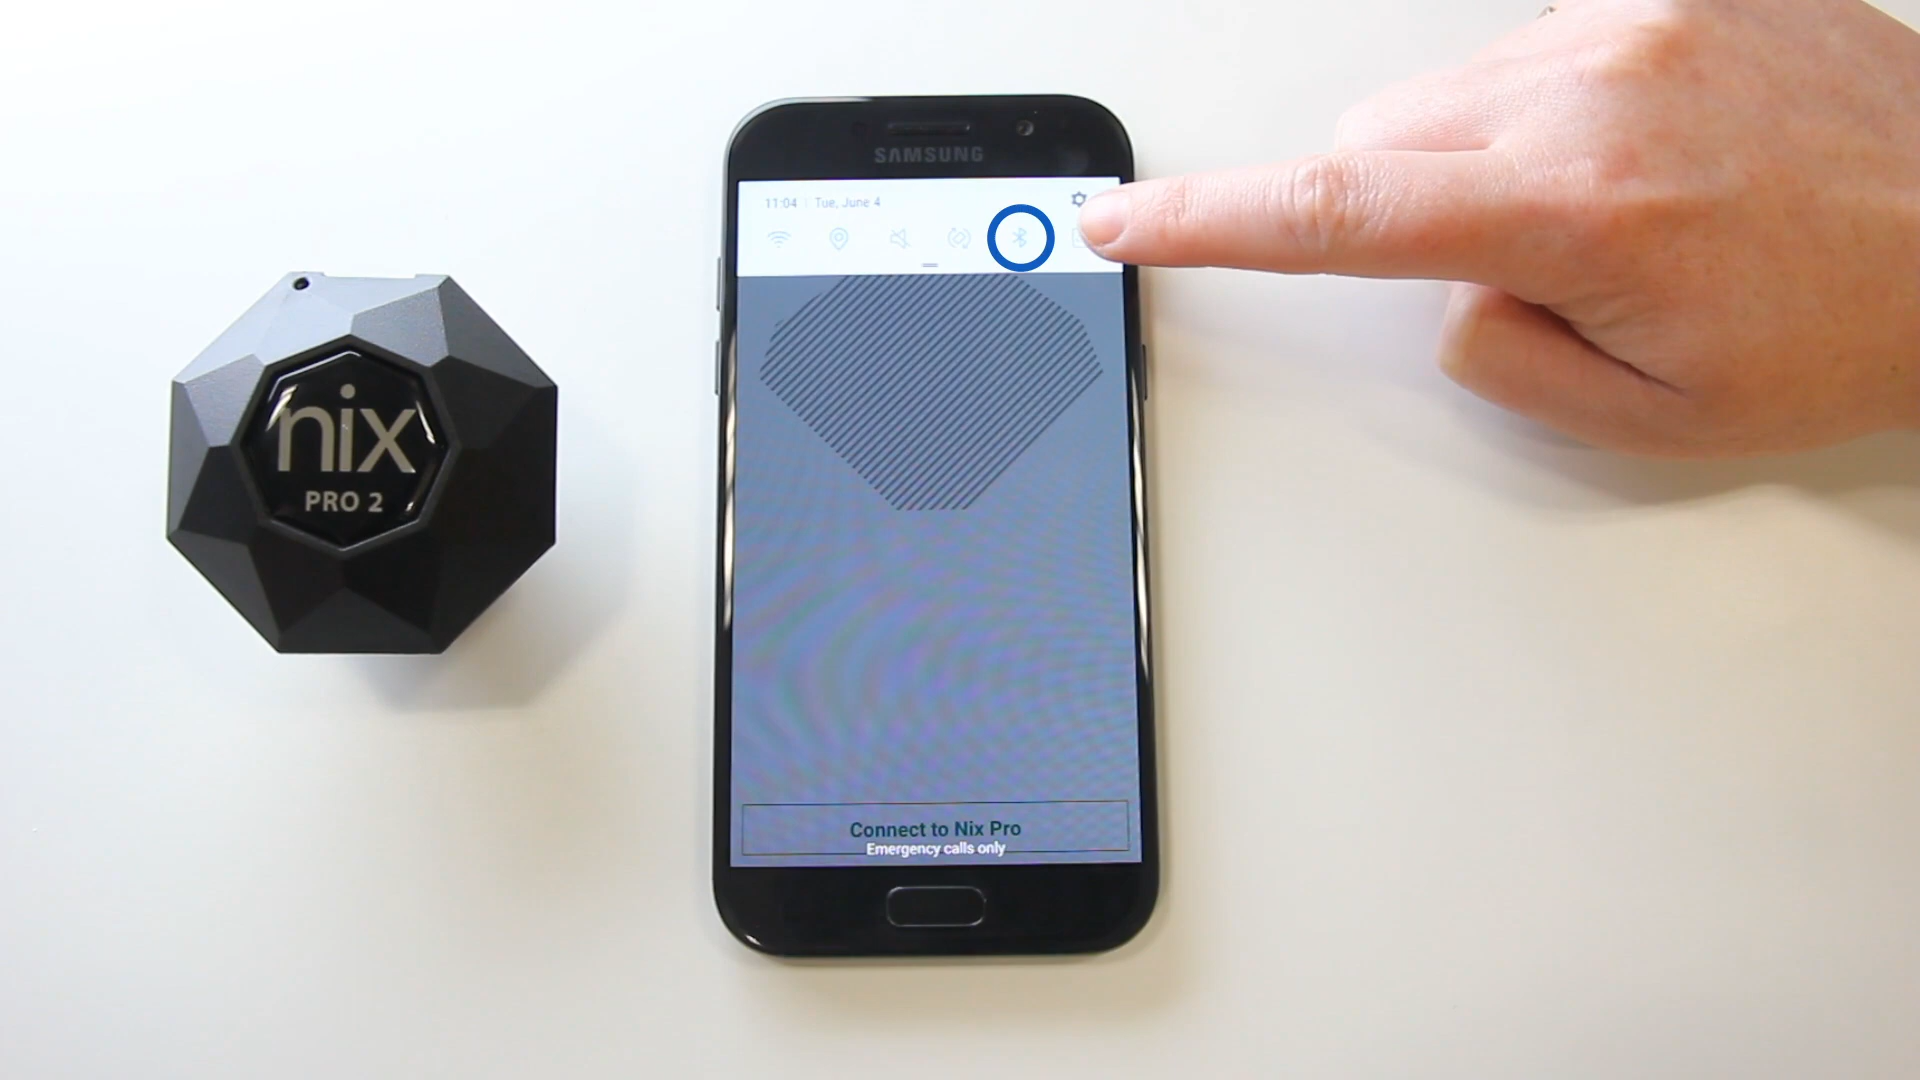 SAMSUNG
11:04 | Tue, June 4
nix
PRO 2
Connect to Nix Pro
Emergency calls only